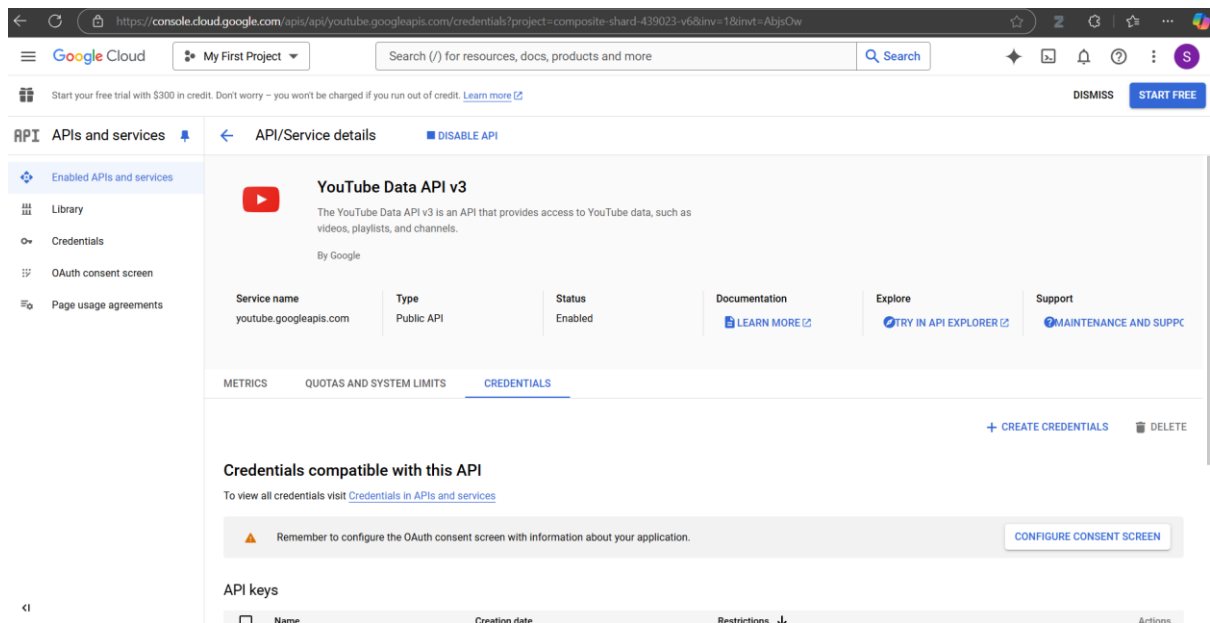 https://console.cloud.google.com/apis/api/youtube.googleapis.com/credentials?project=composite-shard-439023-v6&inv=1&invt=AbjsOw
Google Cloud My First Project Search (/) for resources, docs, products and more Search S
Start your free trial with $300 in credit. Don't worry – you won't be charged if you run out of credit. Learn more DISMISS START FREE
API APIs and services API/Service details DISABLE API
Enabled APIs and services
Library
Credentials
OAuth consent screen
Page usage agreements
YouTube Data API v3
The YouTube Data API v3 is an API that provides access to YouTube data, such as
videos, playlists, and channels.
By Google
Service name Type Status Documentation Explore Support
youtube.googleapis.com Public API Enabled LEARN MORE TRY IN API EXPLORER MAINTENANCE AND SUPPC
METRICS QUOTAS AND SYSTEM LIMITS CREDENTIALS
+ CREATE CREDENTIALS DELETE
Credentials compatible with this API
To view all credentials visit Credentials in APIs and services
Remember to configure the OAuth consent screen with information about your application. CONFIGURE CONSENT SCREEN
API keys
Name Creation date Restrictions Actions